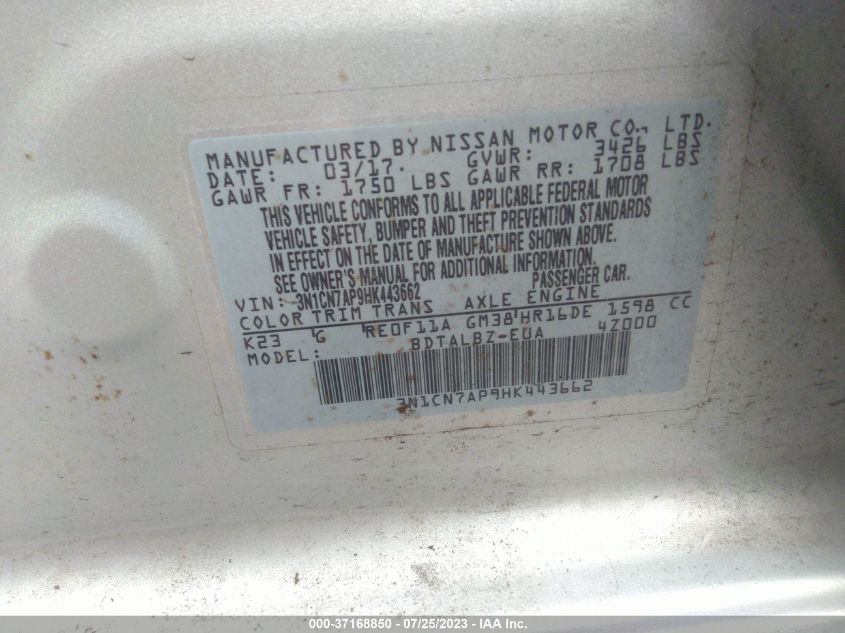 MANUFACTURED BY NISSAN MOTOR CO., LTD.
DATE: 03/17. GVWR: 3426 LBS
GAWR FR: 1750 LBS GAWR RR: 1708 LBS
THIS VEHICLE CONFORMS TO ALL APPLICABLE FEDERAL MOTOR
VEHICLE SAFETY, BUMPER AND THEFT PREVENTION STANDARDS
IN EFFECT ON THE DATE OF MANUFACTURE SHOWN ABOVE.
SEE OWNER'S MANUAL FOR ADDITIONAL INFORMATION.
VIN: 3N1CN7AP9HK443662 PASSENGER CAR.
COLOR TRIM TRANS AXLE ENGINE
K23 G RE0F11A GM38 HR16DE 1598 CC
MODEL: BDTALBZ-EUA 4Z000
3N1CN7AP9HK443662
000-37168850 - 07/25/2023 - IAA Inc.